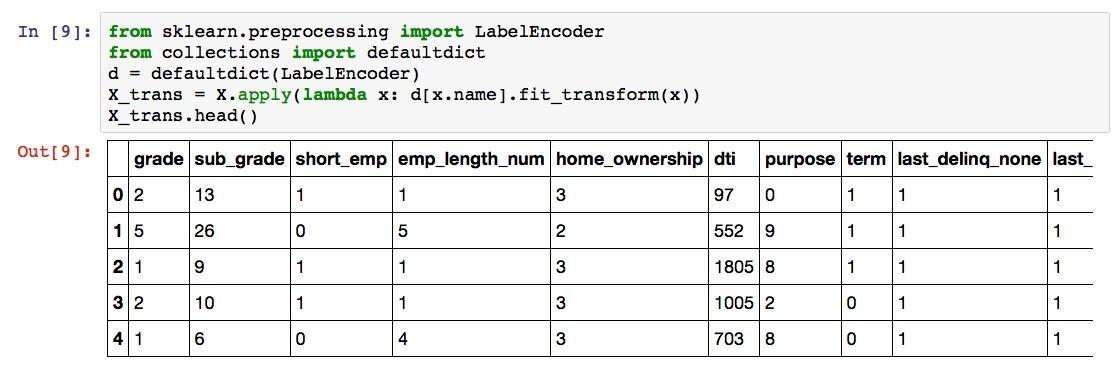 In [9]: from sklearn.preprocessing import LabelEncoder
from collections import defaultdict
d = defaultdict(LabelEncoder)
X_trans = X.apply(lambda x: d[x.name].fit_transform(x))
X_trans.head()
Out[9]: grade sub_grade short_emp emp_length_num home_ownership dti purpose term last_delinq_none last_
0 2 13 1 1 3 97 0 1 1 1
1 5 26 0 5 2 552 9 1 1 1
2 1 9 1 1 3 1805 8 1 1 1
3 2 10 1 1 3 1005 2 0 1 1
4 1 6 0 4 3 703 8 0 1 1